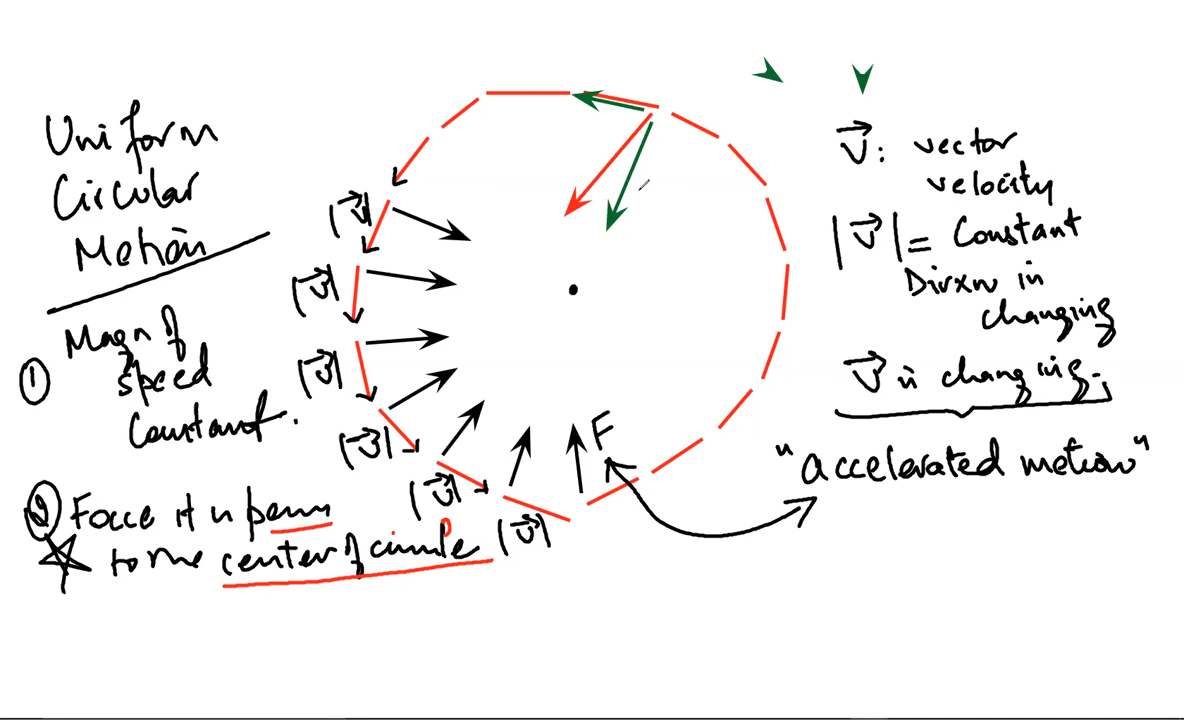 Uniform
Circular
Motion
① Magn of
speed
Constant.
② Force it is
to the center of circle
|v⃗|
|v⃗|
|v⃗|
|v⃗|
|v⃗|
|v⃗|
F
v⃗: vector
velocity
|v⃗| = Constant
Dirxn is
changing
v⃗ is changing.
"accelerated motion"